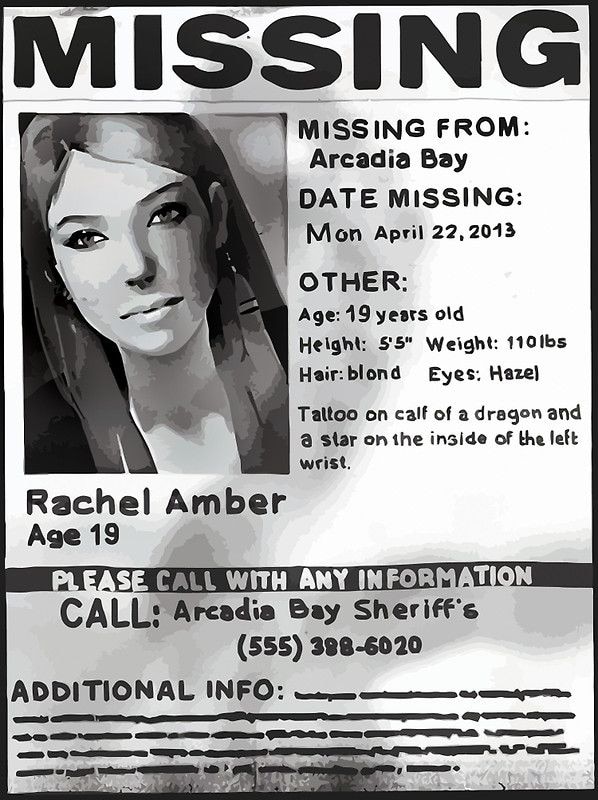 MISSING
MISSING FROM:
Arcadia Bay
DATE MISSING:
Mon April 22, 2013
OTHER:
Age: 19 years old
Height: 5'5" Weight: 110lbs
Hair: blond Eyes: Hazel
Tattoo on calf of a dragon and
a star on the inside of the left
wrist.
Rachel Amber
Age 19
PLEASE CALL WITH ANY INFORMATION
CALL: Arcadia Bay Sheriff's
(555) 388-6020
ADDITIONAL INFO: